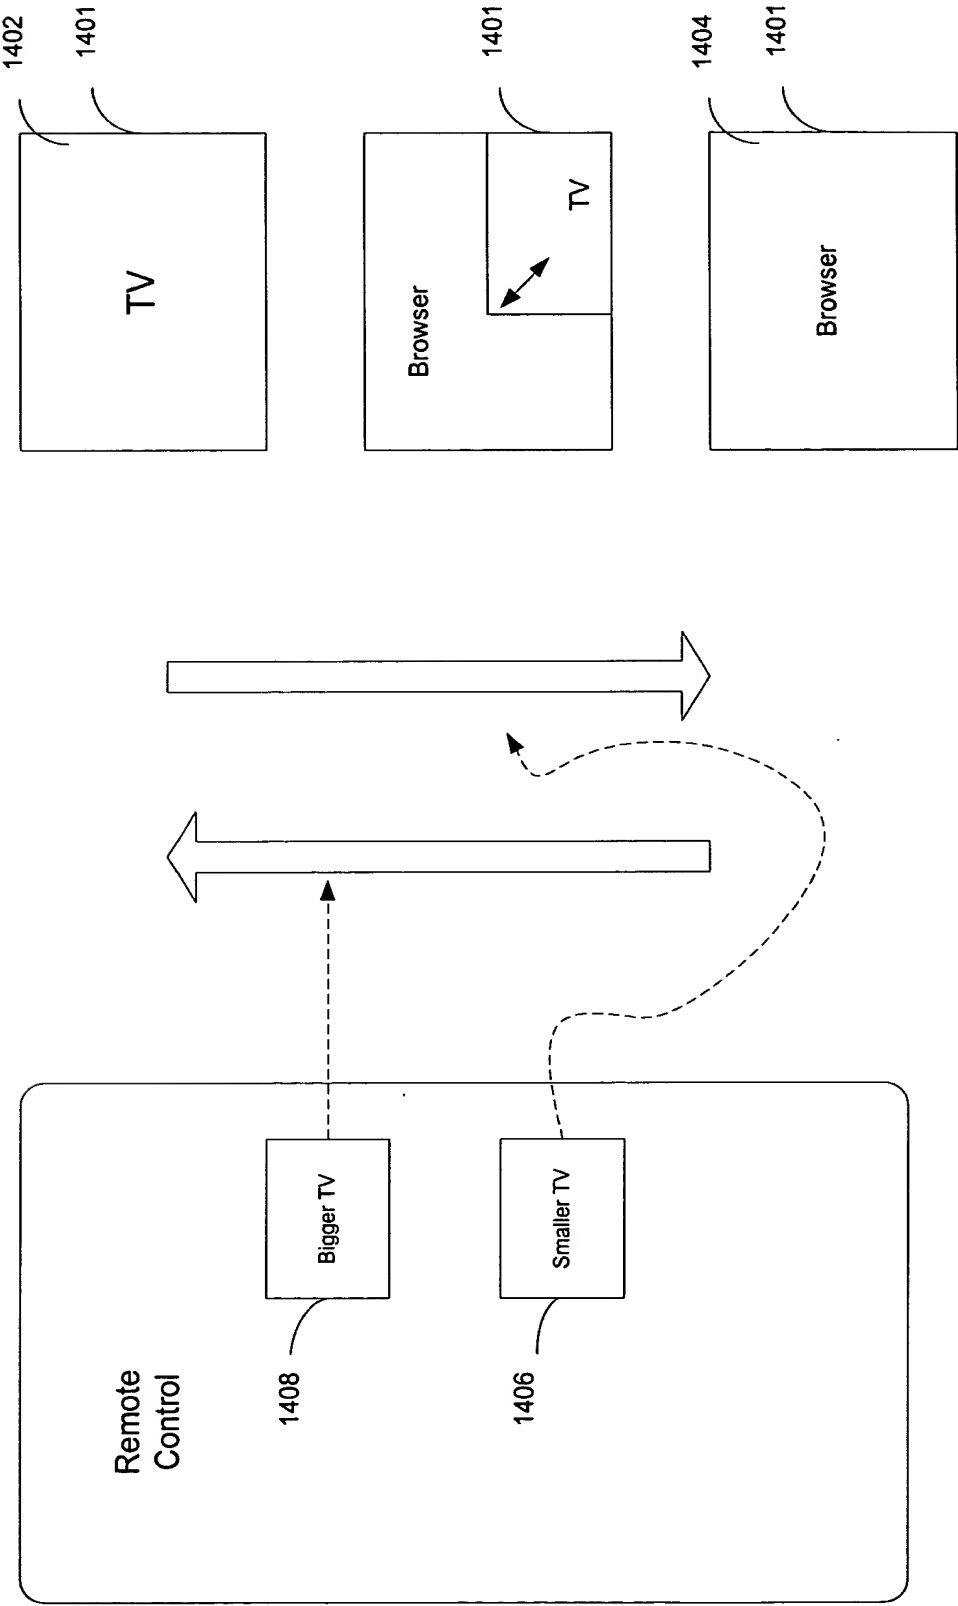 1402
1401
Remote
Control
TV
1408
Bigger TV
Browser
1401
TV
1406
Smaller TV
1404
1401
Browser